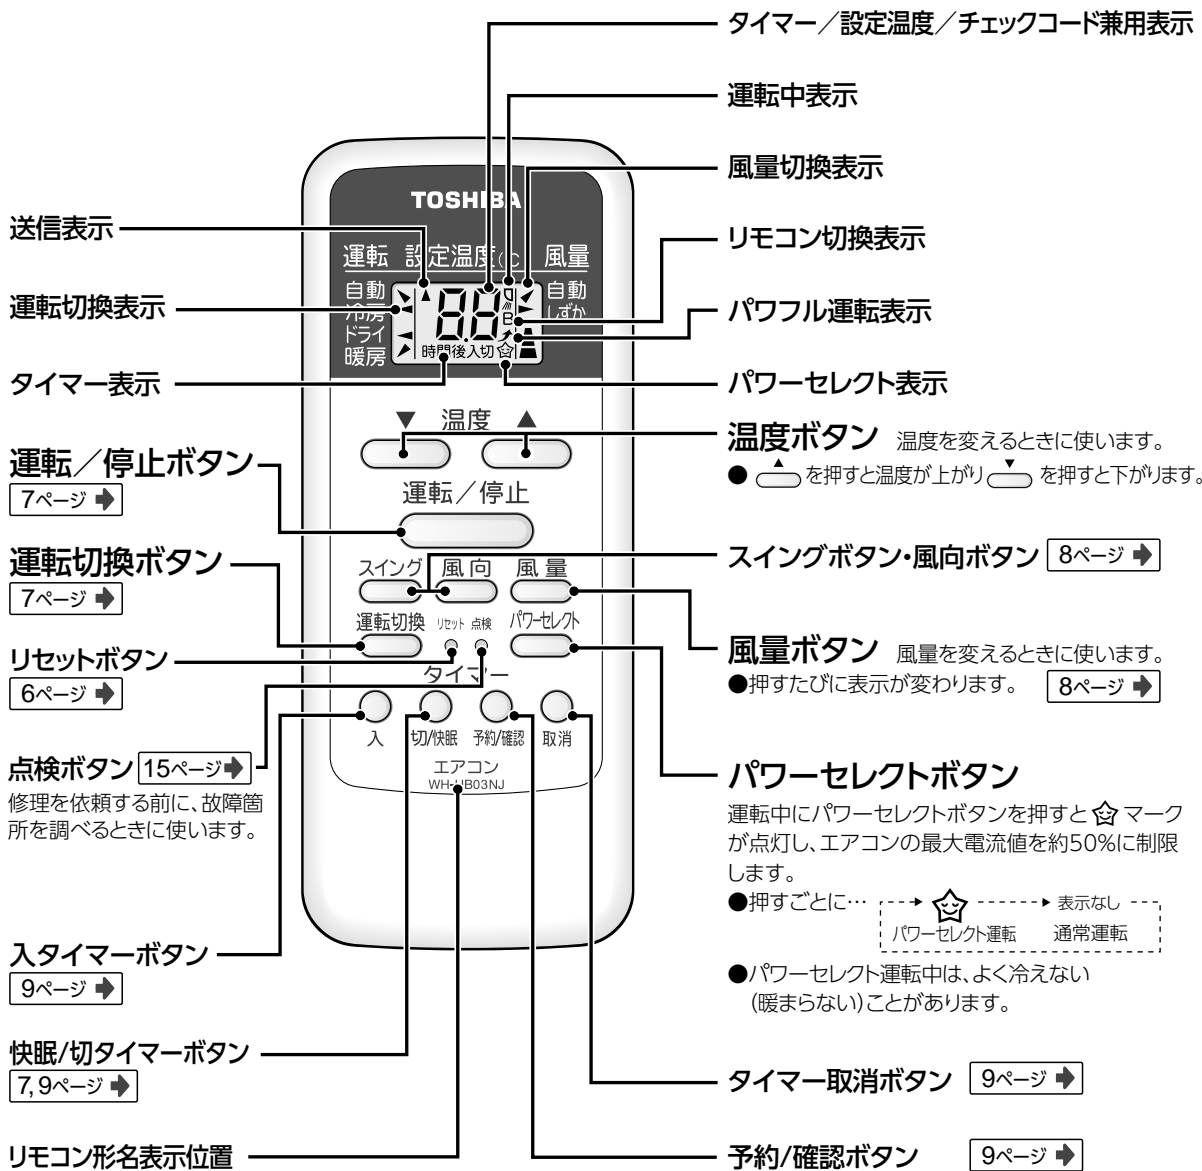 タイマー／設定温度／チェックコード兼用表示
運転中表示
風量切換表示
リモコン切換表示
パワフル運転表示
パワーセレクト表示
送信表示
運転切換表示
タイマー表示
TOSHIBA
運転 設定温度(℃ 風量
自動
冷房
ドライ
暖房
88
B
時間後入切
自動
しずか
▼ 温度 ▲
運転／停止
スイング 風向 風量
運転切換 リセット 点検 パワーセレクト
タイマー
入 切/快眠 予約/確認 取消
エアコン
WH-UB03NJ
運転／停止ボタン
7ページ
運転切換ボタン
7ページ
リセットボタン
6ページ
点検ボタン 15ページ
修理を依頼する前に、故障箇
所を調べるときに使います。
入タイマーボタン
9ページ
快眠/切タイマーボタン
7,9ページ
リモコン形名表示位置
温度ボタン 温度を変えるときに使います。
● ▲ を押すと温度が上がり ▼ を押すと下がります。
スイングボタン・風向ボタン 8ページ
風量ボタン 風量を変えるときに使います。
●押すたびに表示が変わります。 8ページ
パワーセレクトボタン
運転中にパワーセレクトボタンを押すと マーク
が点灯し、エアコンの最大電流値を約50%に制限
します。
●押すごとに… 表示なし
パワーセレクト運転 通常運転
●パワーセレクト運転中は、よく冷えない
(暖まらない)ことがあります。
タイマー取消ボタン 9ページ
予約/確認ボタン 9ページ